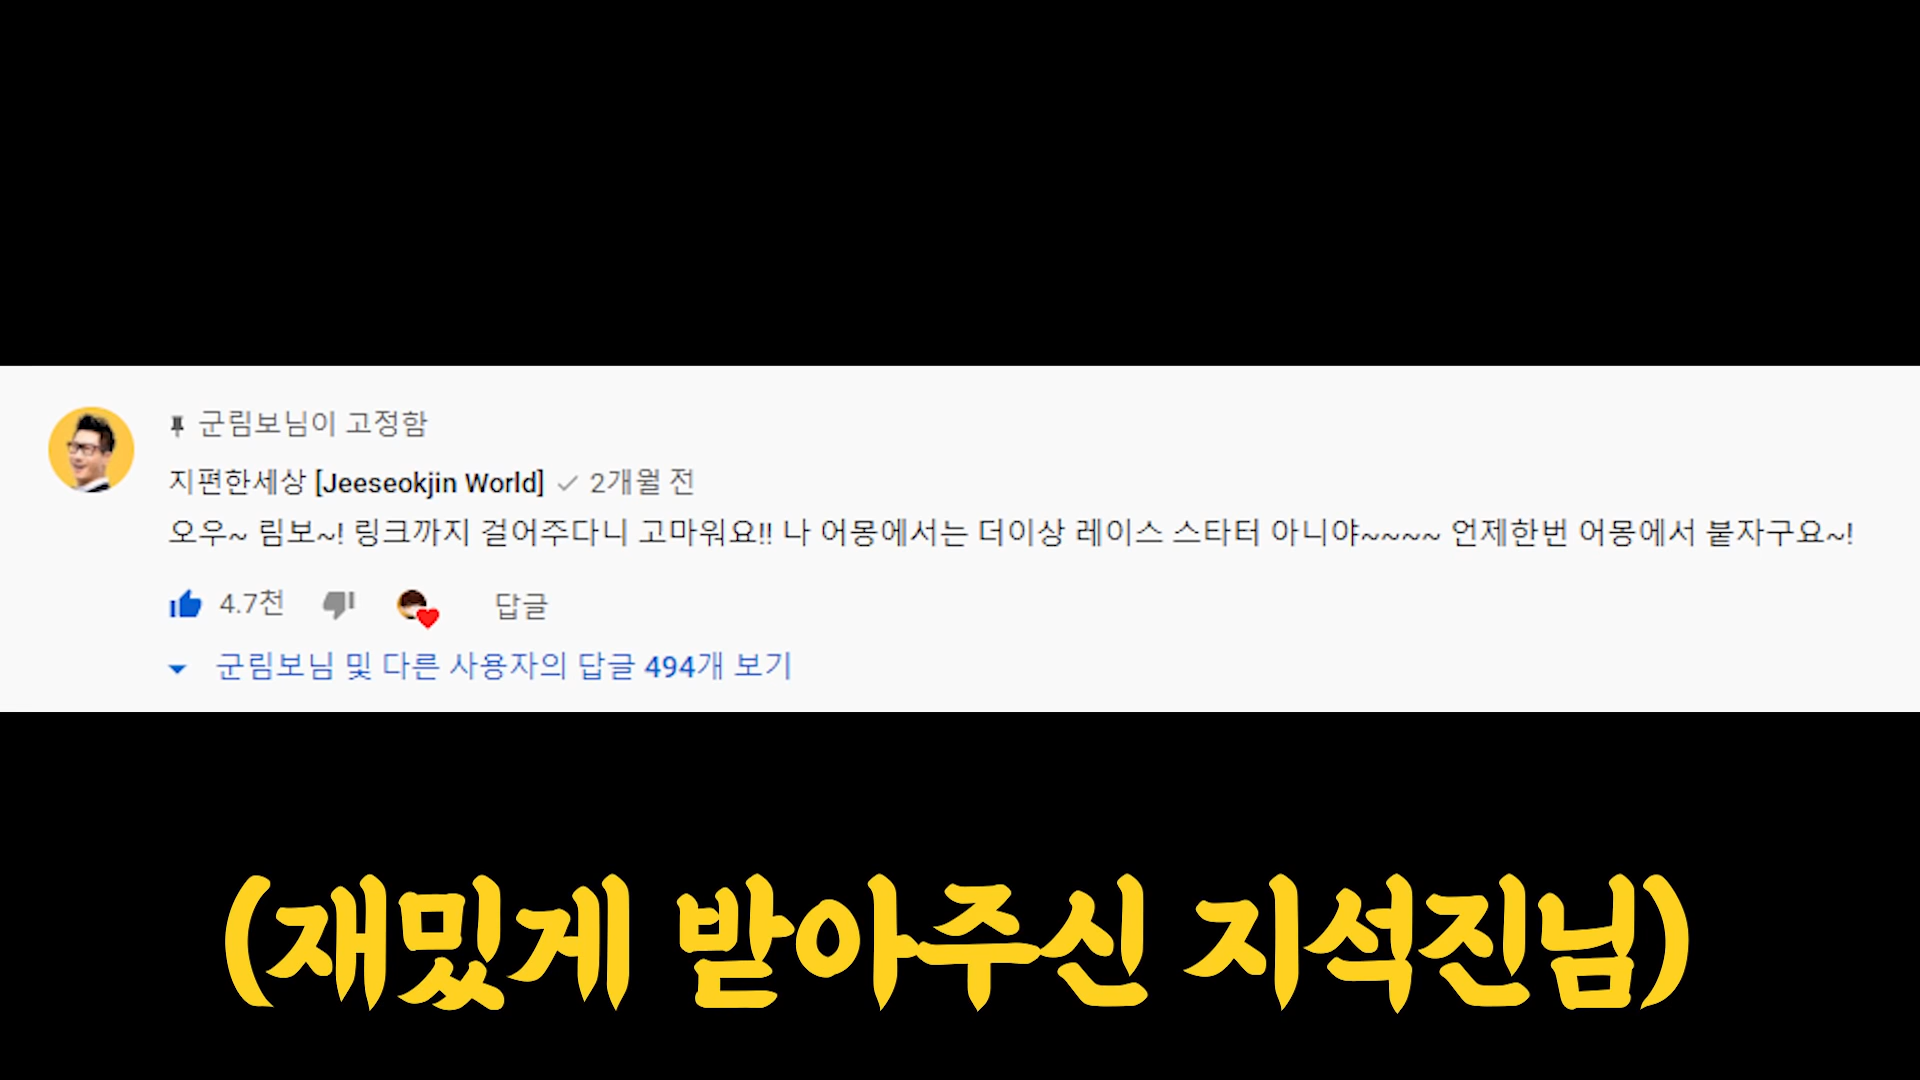 군림보님이 고정함
지편한세상 [Jeeseokjin World] 2개월 전
오우~ 림보~! 링크까지 걸어주다니 고마워요!! 나 어몽에서는 더이상 레이스 스타터 아니야~~~~ 언제한번 어몽에서 붙자구요~!
4.7천 답글
군림보님 및 다른 사용자의 답글 494개 보기
(재밌게 받아주신 지석진님)